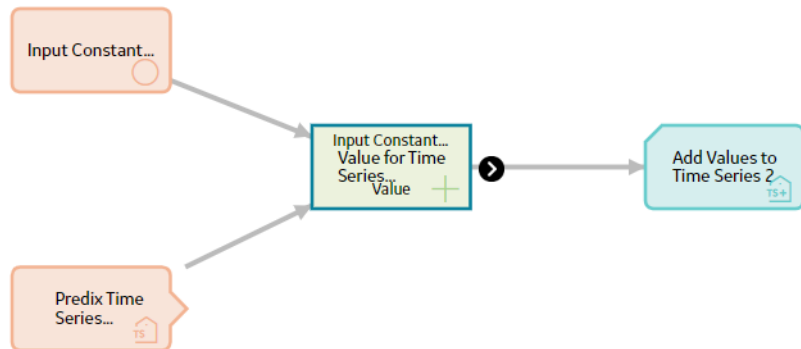 Input Constant...
Input Constant...
Value for Time
Series...
Value
Add Values to
Time Series 2
TS+
Predix Time
Series...
TS